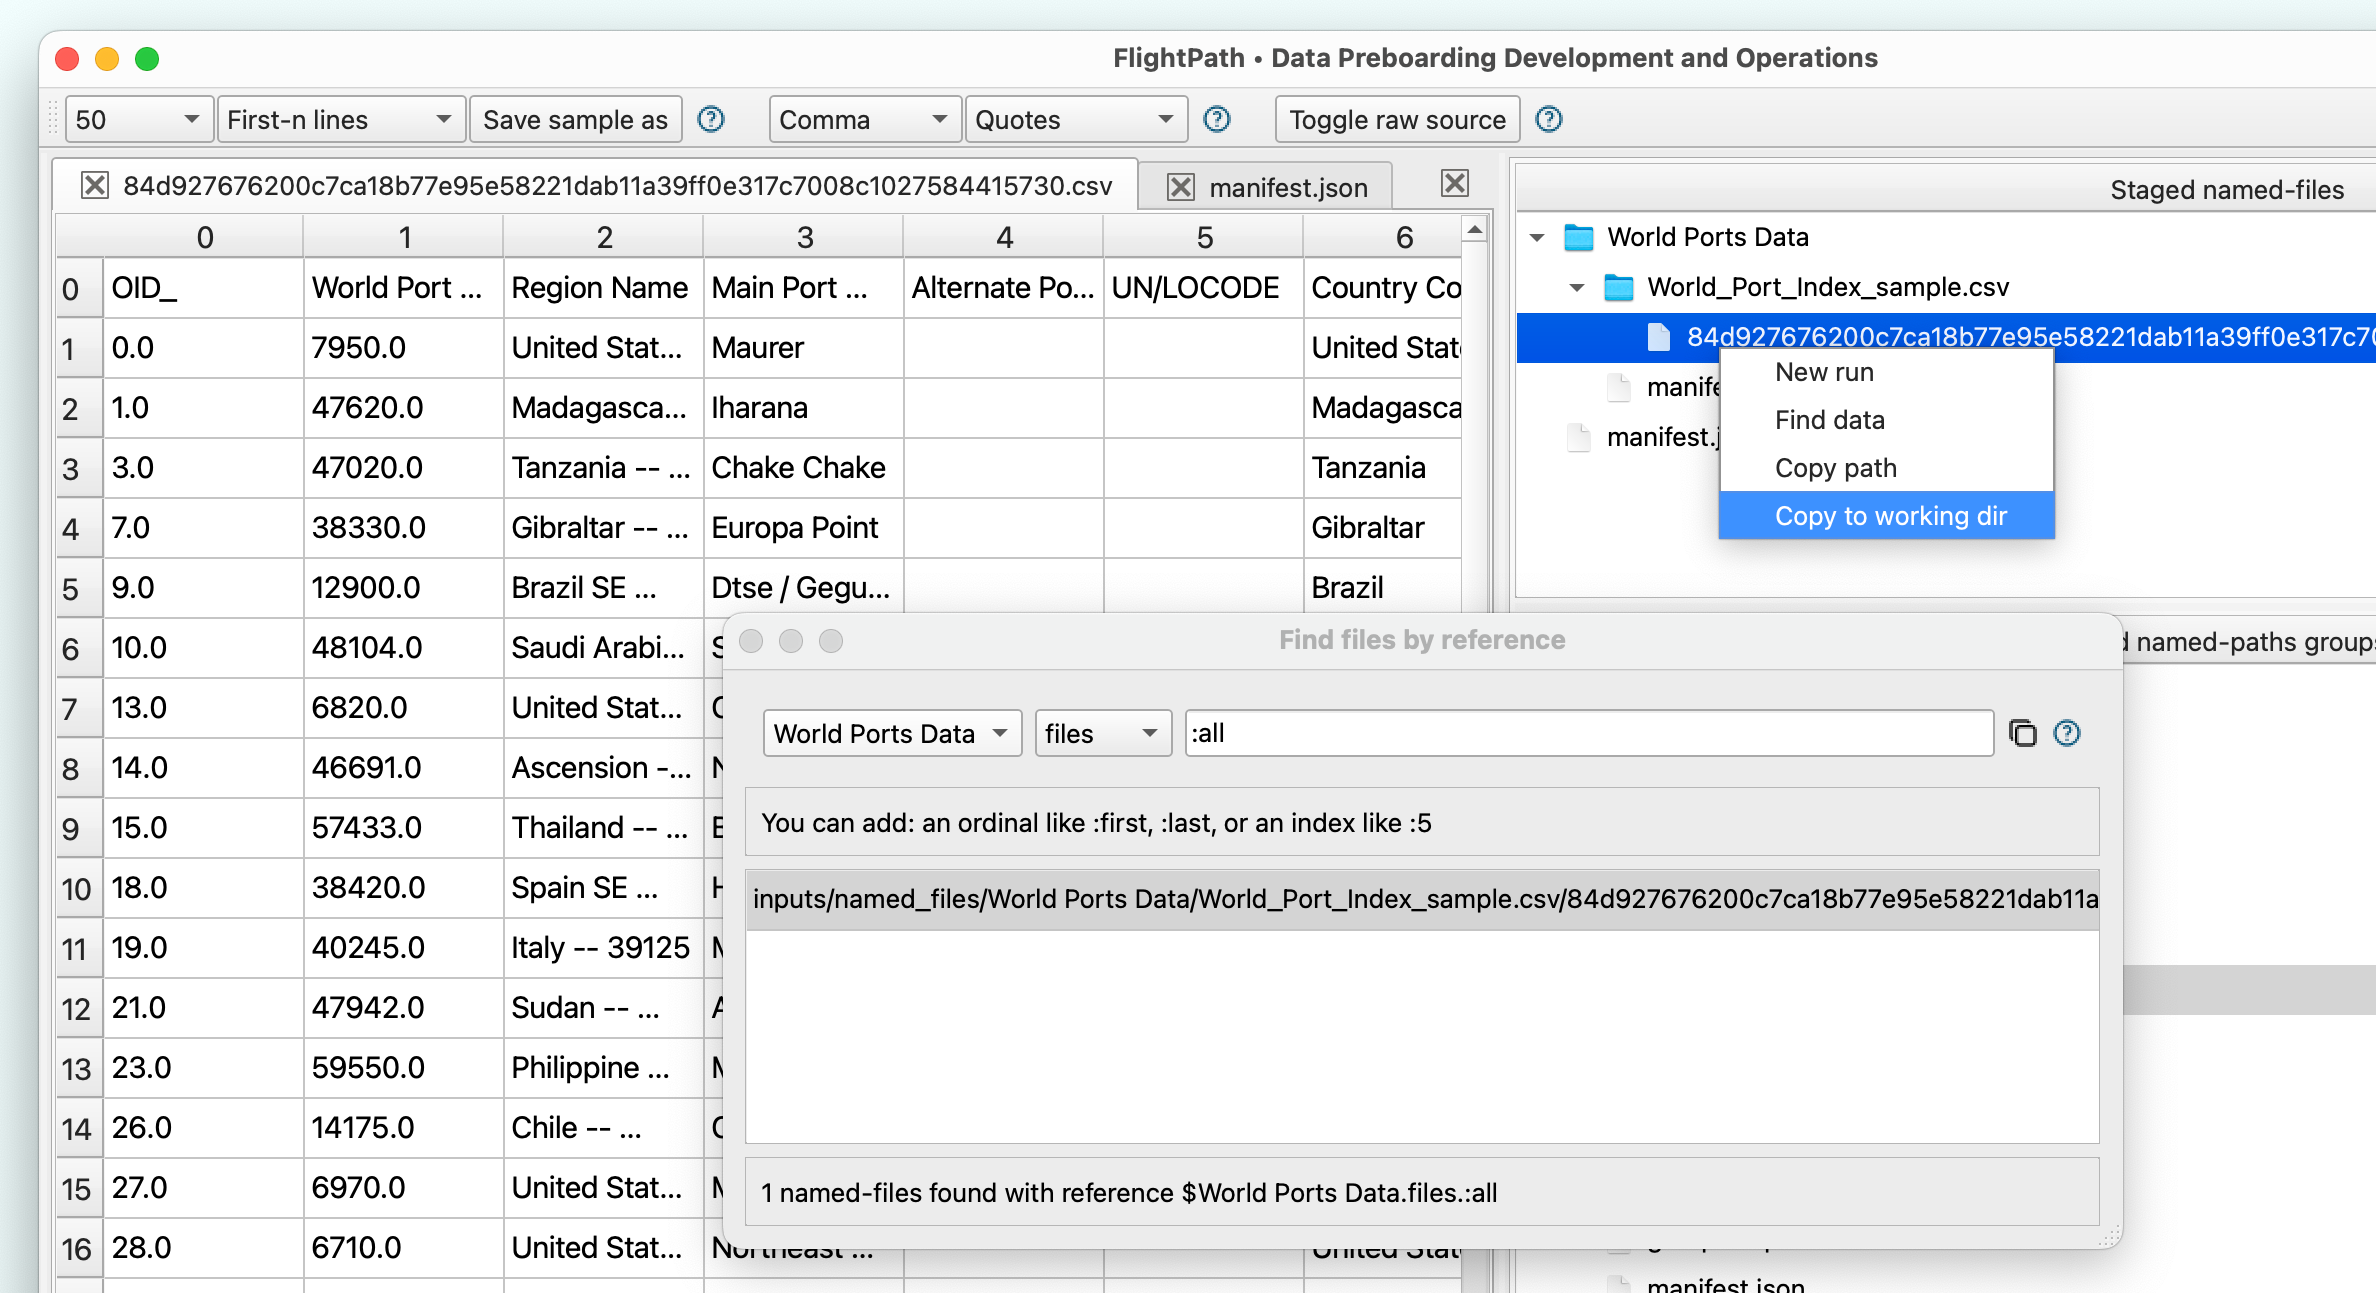 FlightPath • Data Preboarding Development and Operations
50 First-n lines Save sample as Comma Quotes Toggle raw source
84d927676200c7ca18b77e95e58221dab11a39ff0e317c7008c1027584415730.csv manifest.json
0 1 2 3 4 5 6
0 OID_ World Port ... Region Name Main Port ... Alternate Po... UN/LOCODE Country Co
1 0.0 7950.0 United Stat... Maurer United Stat
2 1.0 47620.0 Madagasca... Iharana Madagasca
3 3.0 47020.0 Tanzania -- ... Chake Chake Tanzania
4 7.0 38330.0 Gibraltar -- ... Europa Point Gibraltar
5 9.0 12900.0 Brazil SE ... Dtse / Gegu... Brazil
6 10.0 48104.0 Saudi Arabi...
7 13.0 6820.0 United Stat...
8 14.0 46691.0 Ascension -...
9 15.0 57433.0 Thailand -- ...
10 18.0 38420.0 Spain SE ...
11 19.0 40245.0 Italy -- 39125
12 21.0 47942.0 Sudan -- ...
13 23.0 59550.0 Philippine ...
14 26.0 14175.0 Chile -- ...
15 27.0 6970.0 United Stat...
16 28.0 6710.0 United Stat... Northeast ... United Stat
Staged named-files
World Ports Data
World_Port_Index_sample.csv
84d927676200c7ca18b77e95e58221dab11a39ff0e317c70
manife
manifest.j
New run
Find data
Copy path
Copy to working dir
d named-paths groups
Find files by reference
World Ports Data files :all
You can add: an ordinal like :first, :last, or an index like :5
inputs/named_files/World Ports Data/World_Port_Index_sample.csv/84d927676200c7ca18b77e95e58221dab11a
1 named-files found with reference $World Ports Data.files.:all
manifest.json